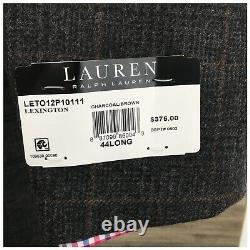 LAUREN
RALPH LAUREN
LETO12P10111
LEXINGTON
CHARCOAL/BROWN
$375.00
44LONG